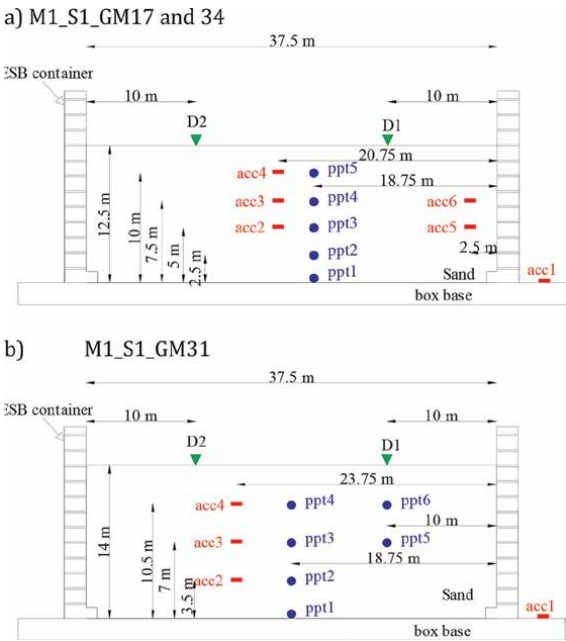 a) M1_S1_GM17 and 34
37.5 m
ESB container
10 m
10 m
D2
D1
20.75 m
acc4
ppt5
18.75 m
acc3
ppt4
acc6
acc2
ppt3
acc5
12.5 m
10 m
7.5 m
5 m
2.5 m
ppt2
2.5 m
ppt1
Sand
acc1
box base
b) M1_S1_GM31
37.5 m
ESB container
10 m
10 m
D2
D1
23.75 m
acc4
ppt4
ppt6
10 m
acc3
ppt3
ppt5
18.75 m
14 m
10.5 m
7 m
3.5 m
acc2
ppt2
Sand
ppt1
acc1
box base